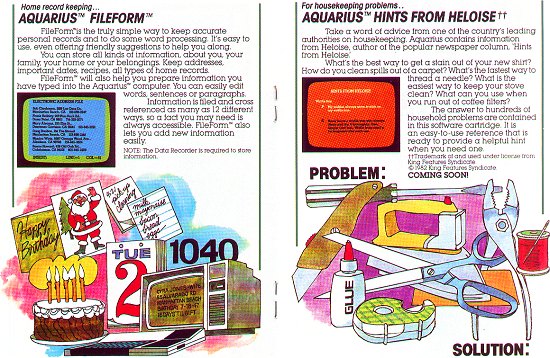 Home record keeping...
AQUARIUS™ FILEFORM™
FileForm™ is the truly simple way to keep accurate
personal records and to do some word processing. It's easy to
use, even offering friendly suggestions to help you along.
You can store all kinds of information, about you, your
family, your home or your belongings. Keep addresses,
important dates, recipes, all types of home records.
FileForm™ will also help you prepare information you
have typed into the Aquarius™ computer. You can easily edit
words, sentences or paragraphs.
Information is filed and cross
referenced as many as 12 different
ways, so a fact you may need is
always accessible. FileForm™ also
lets you add new information
easily.
NOTE: The Data Recorder is required to store
information.
ELECTRONIC ADDRESS FILE
Happy
Birthday
milk
mayonnaise
bread
eggs
TUE
2
1040
For housekeeping problems..
AQUARIUS™ HINTS FROM HELOISE††
Take a word of advice from one of the country's leading
authorities on housekeeping. Aquarius contains information
from Heloise, author of the popular newspaper column, 'Hints
from Heloise.'
What's the best way to get a stain out of your new shirt?
How do you clean spills out of a carpet? What's the fastest way to
thread a needle? What is the
easiest way to keep your stove
clean? What can you use when
you run out of coffee filters?
The answer to hundreds of
household problems are contained
in this software cartridge. It is
an easy-to-use reference that is
ready to provide a helpful hint
when you need one.
††Trademark of and used under license from
King Features Syndicate
© 1982 King Features Syndicate
COMING SOON!
HINTS FROM HELOISE
PROBLEM:
GLUE
SOLUTION: